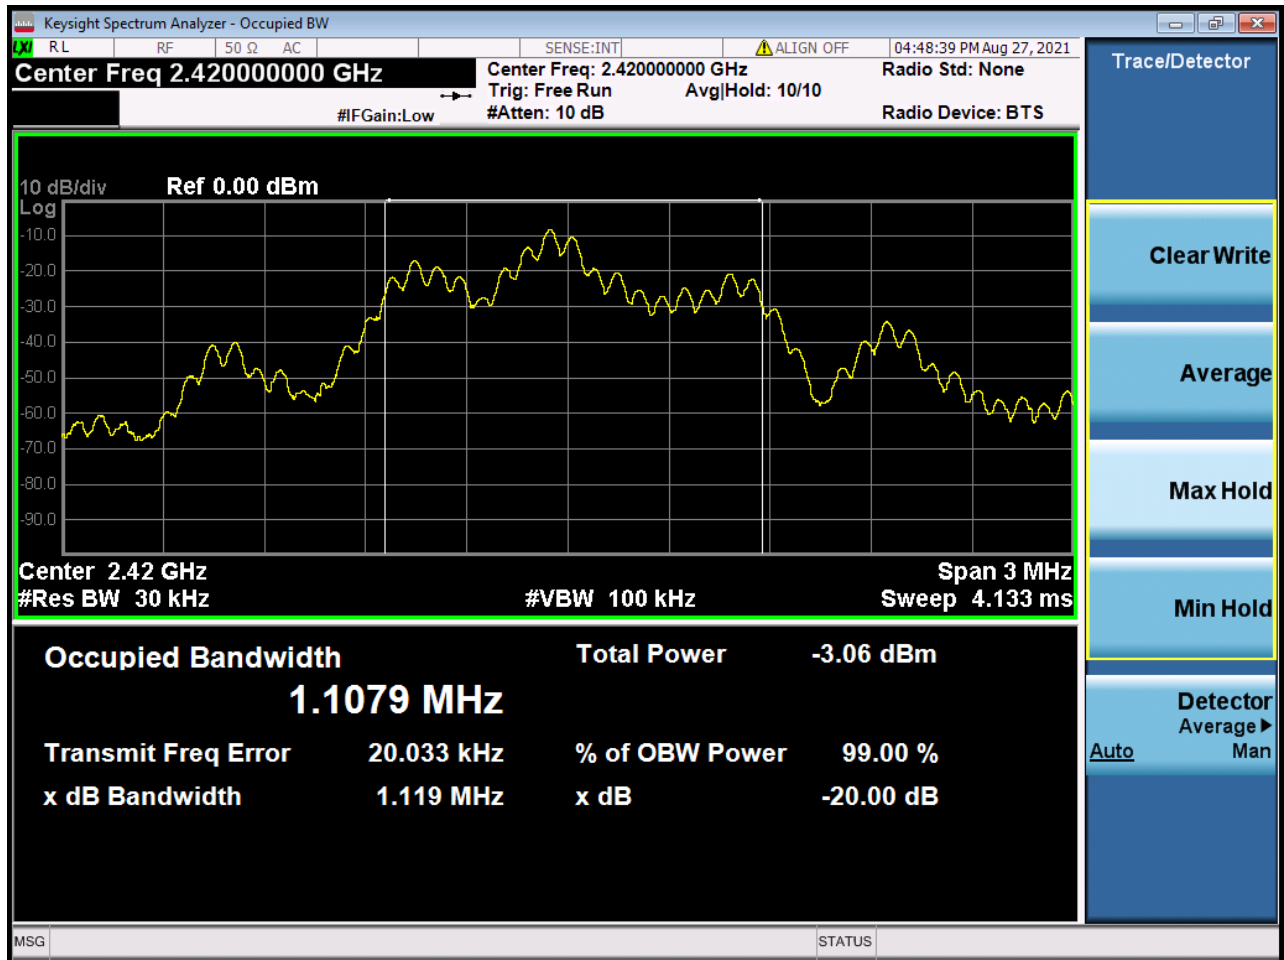 Keysight Spectrum Analyzer - Occupied BW
LXI RL RF 50 Ω AC SENSE:INT ALIGN OFF 04:48:39 PM Aug 27, 2021
Center Freq 2.420000000 GHz
Center Freq: 2.420000000 GHz
Radio Std: None
Trig: Free Run Avg|Hold: 10/10
#IFGain:Low #Atten: 10 dB
Radio Device: BTS
10 dB/div Ref 0.00 dBm
Log
-10.0
-20.0
-30.0
-40.0
-50.0
-60.0
-70.0
-80.0
-90.0
Center 2.42 GHz Span 3 MHz
#Res BW 30 kHz #VBW 100 kHz Sweep 4.133 ms
Occupied Bandwidth Total Power -3.06 dBm
1.1079 MHz
Transmit Freq Error 20.033 kHz % of OBW Power 99.00 %
x dB Bandwidth 1.119 MHz x dB -20.00 dB
MSG STATUS
Trace/Detector
Clear Write
Average
Max Hold
Min Hold
Detector
Average
Auto Man